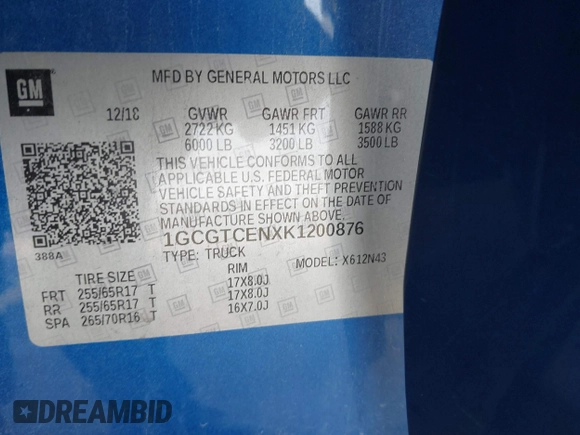 GM
MFD BY GENERAL MOTORS LLC
12/18 GVWR GAWR FRT GAWR RR
2722 KG 1451 KG 1588 KG
6000 LB 3200 LB 3500 LB
THIS VEHICLE CONFORMS TO ALL
APPLICABLE U.S. FEDERAL MOTOR
VEHICLE SAFETY AND THEFT PREVENTION
STANDARDS IN EFFECT ON THE DATE OF
MANUFACTURE SHOWN ABOVE.
388A
1GCGTCENXK1200876
TYPE: TRUCK MODEL: X612N43
TIRE SIZE RIM
FRT 255/65R17 T 17X8.0J
RR 255/65R17 T 17X8.0J
SPA 265/70R16 T 16X7.0J
DREAMBID